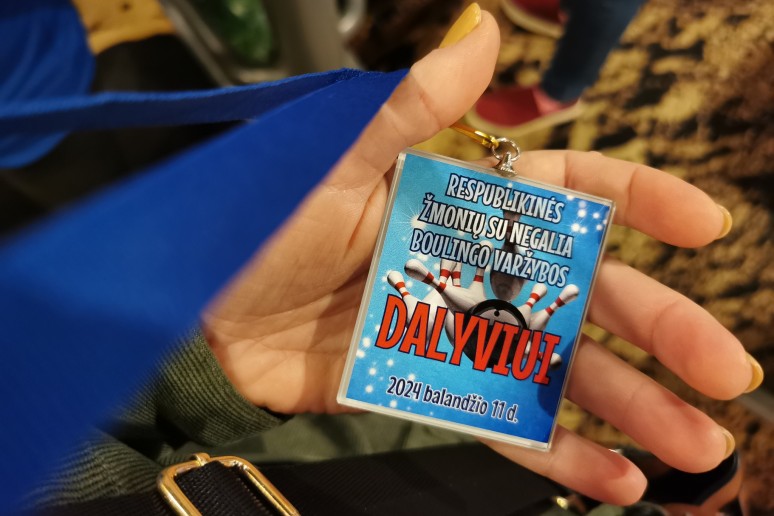 RESPUBLIKINĖS
ŽMONIŲ SU NEGALIA
BOULINGO VARŽYBOS
DALYVIUI
2024 balandžio 11 d.